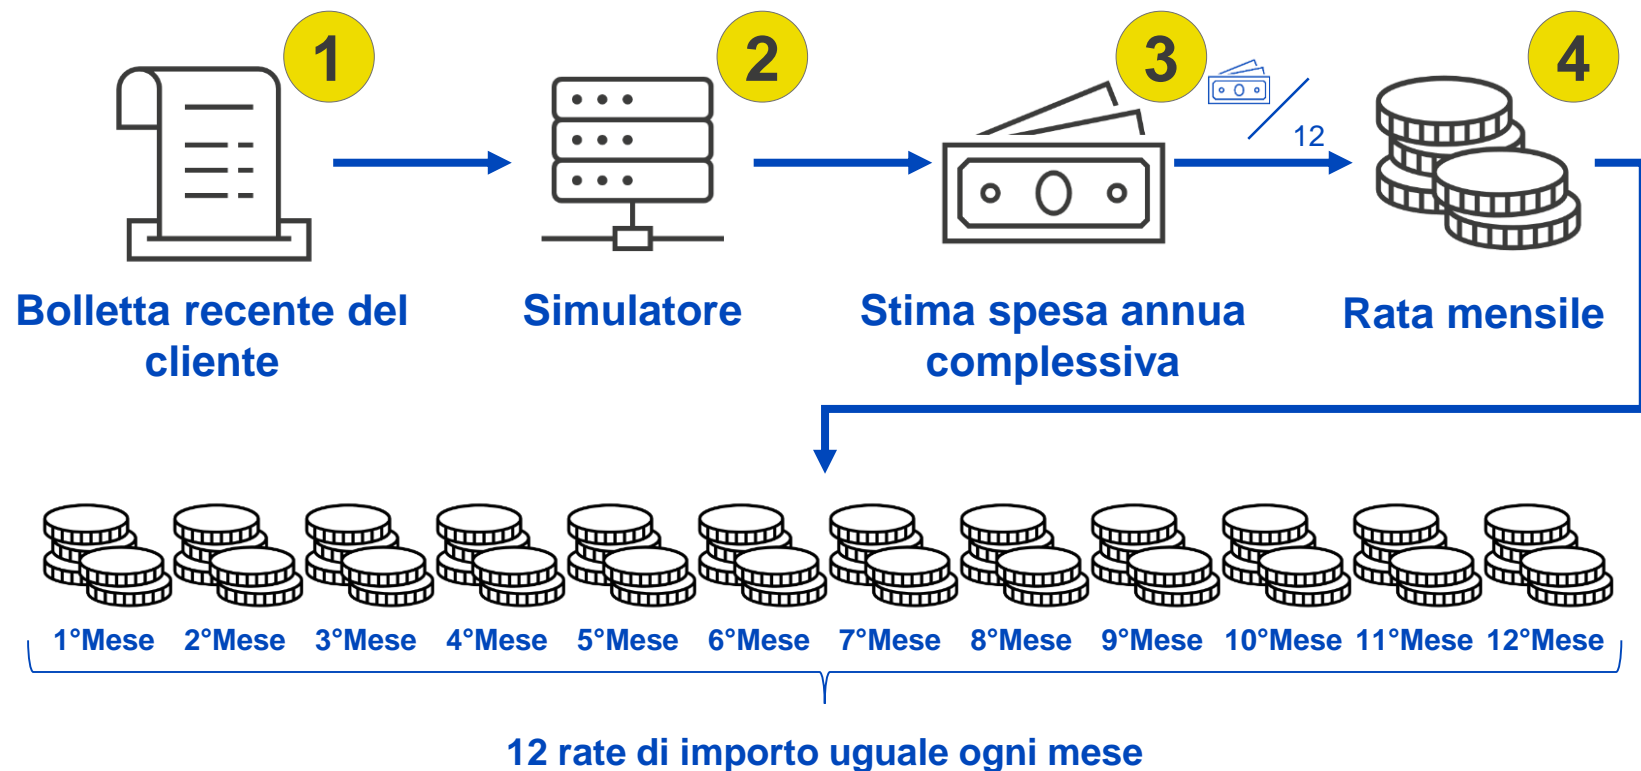 1
2
3
4
12
Bolletta recente del
cliente
Simulatore
Stima spesa annua
complessiva
Rata mensile
1°Mese 2°Mese 3°Mese 4°Mese 5°Mese 6°Mese 7°Mese 8°Mese 9°Mese 10°Mese 11°Mese 12°Mese
12 rate di importo uguale ogni mese